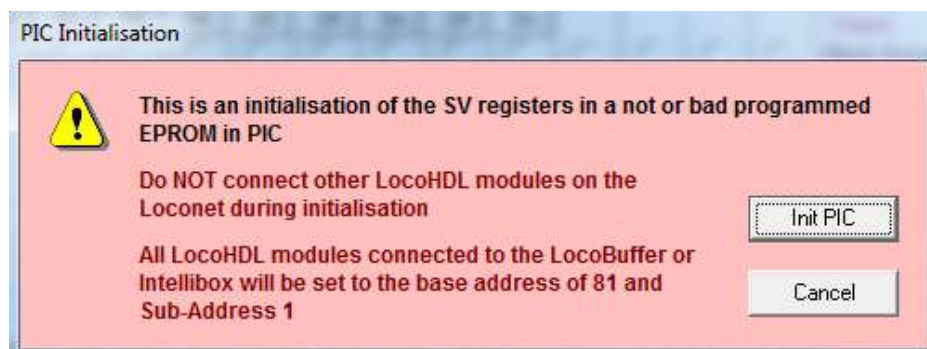 PIC Initialisation
This is an initialisation of the SV registers in a not or bad programmed
EPROM in PIC
Do NOT connect other LocoHDL modules on the
Loconet during initialisation
Init PIC
All LocoHDL modules connected to the LocoBuffer or
Intellibox will be set to the base address of 81 and
Sub-Address 1
Cancel